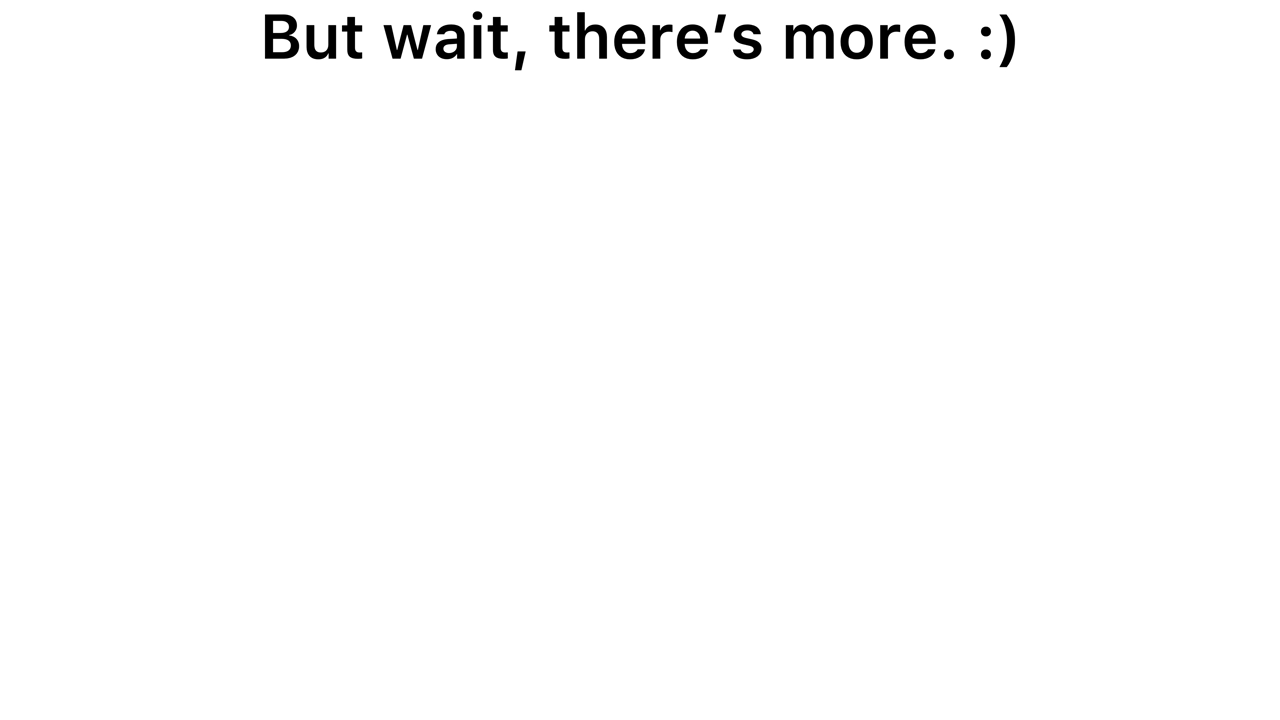 But wait, there’s more. :)